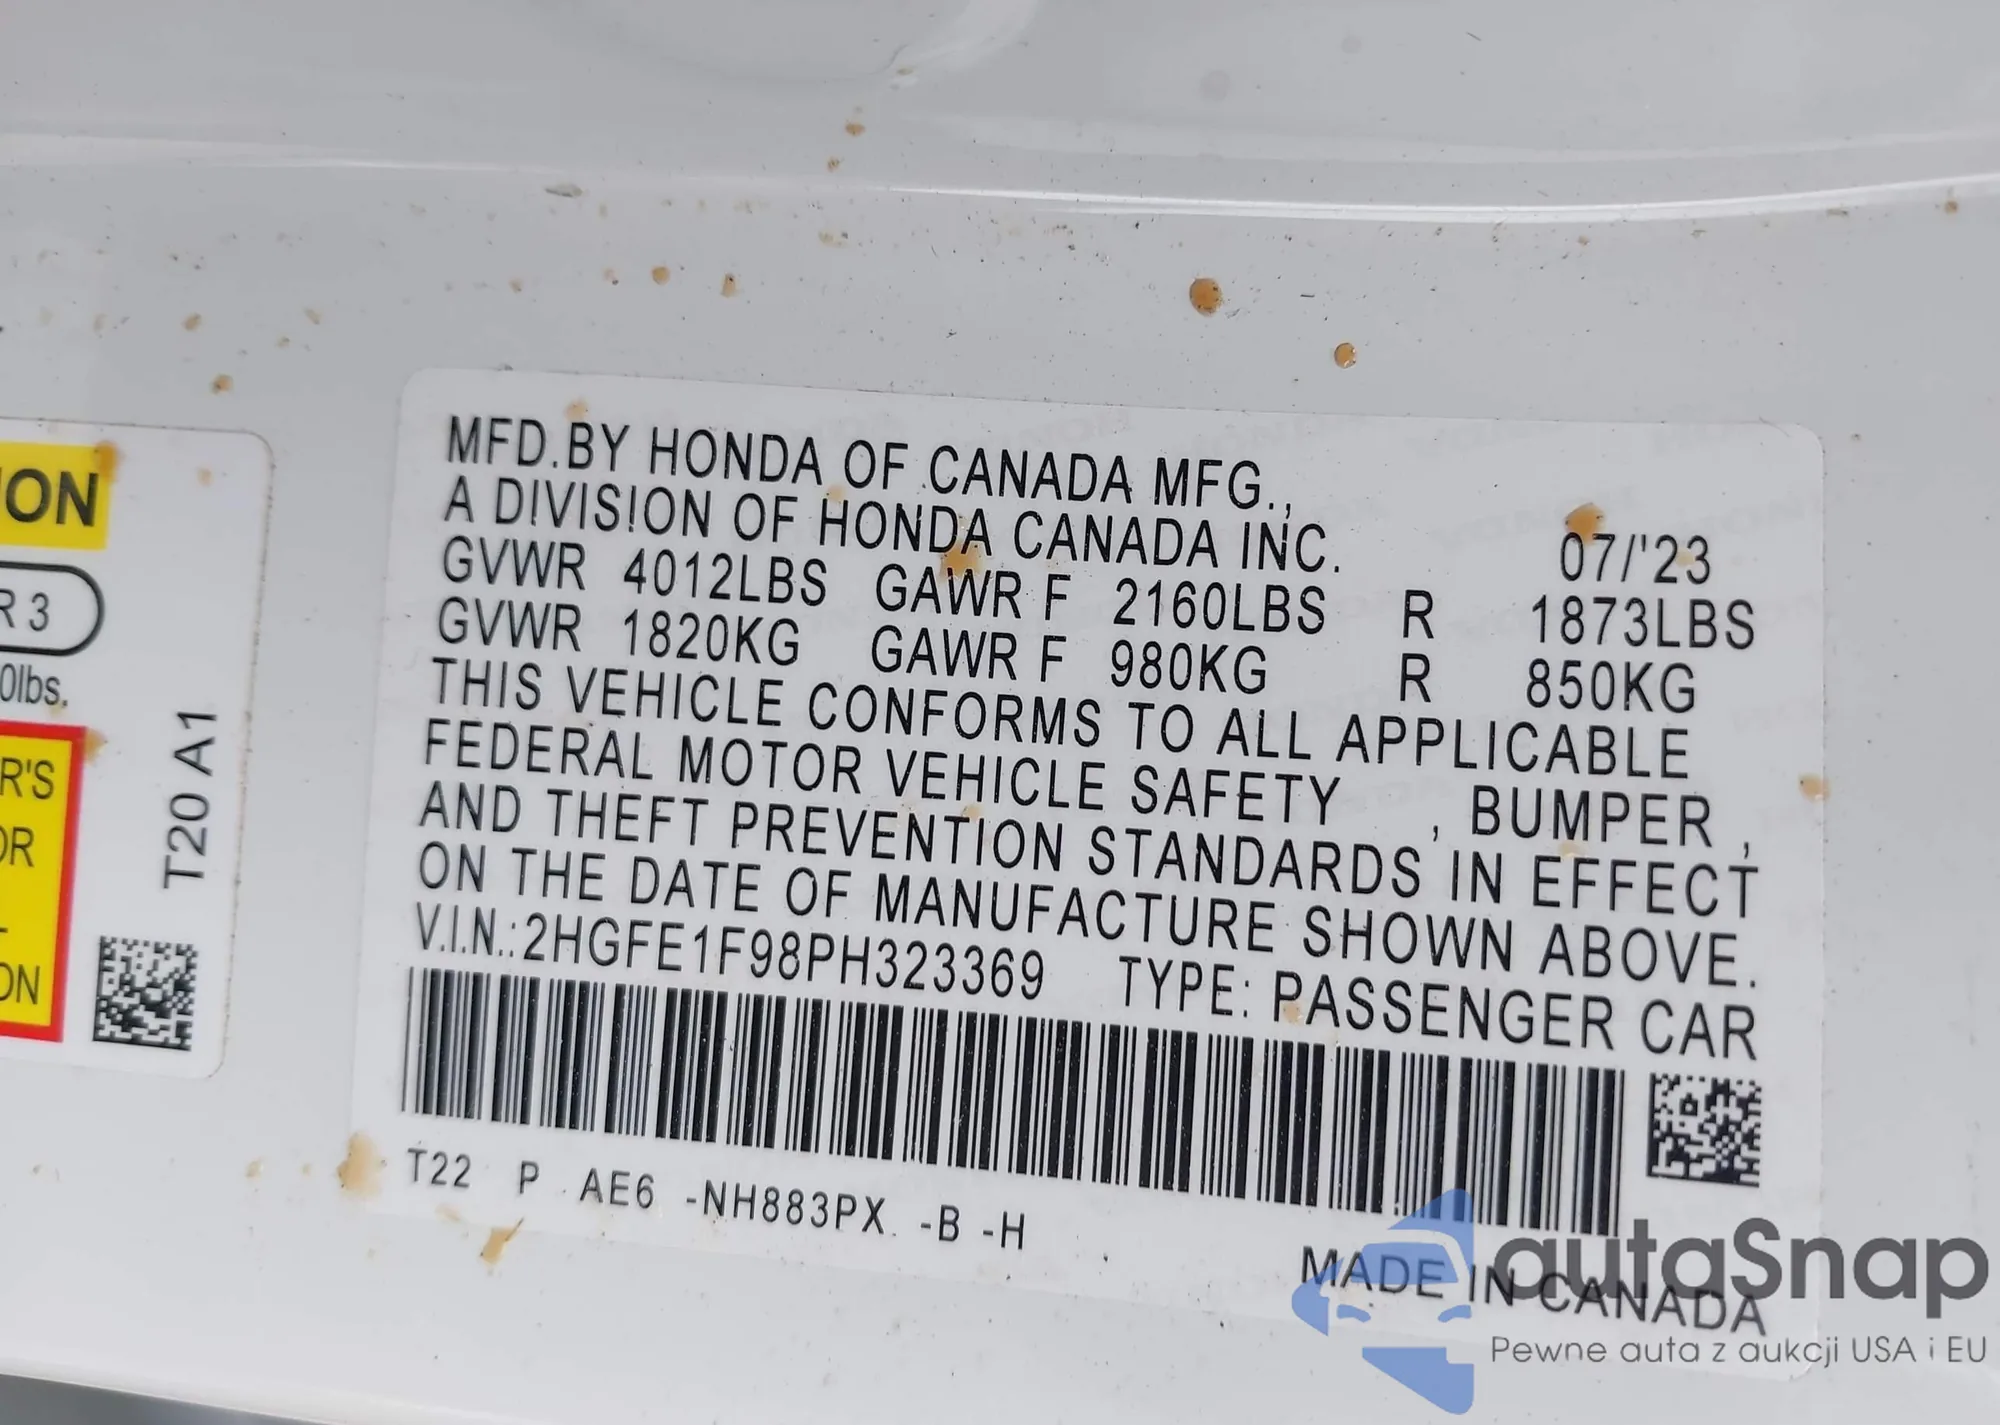 ION
R 3
0lbs.
R'S
OR
ON
T20 A1
MFD.BY HONDA OF CANADA MFG.,
A DIVISION OF HONDA CANADA INC. 07/'23
GVWR 4012LBS GAWR F 2160LBS R 1873LBS
GVWR 1820KG GAWR F 980KG R 850KG
THIS VEHICLE CONFORMS TO ALL APPLICABLE
FEDERAL MOTOR VEHICLE SAFETY , BUMPER ,
AND THEFT PREVENTION STANDARDS IN EFFECT
ON THE DATE OF MANUFACTURE SHOWN ABOVE.
V.I.N.:2HGFE1F98PH323369 TYPE: PASSENGER CAR
T22 P AE6 -NH883PX -B -H
MADE IN CANADA
autaSnap
Pewne auta z aukcji USA i EU